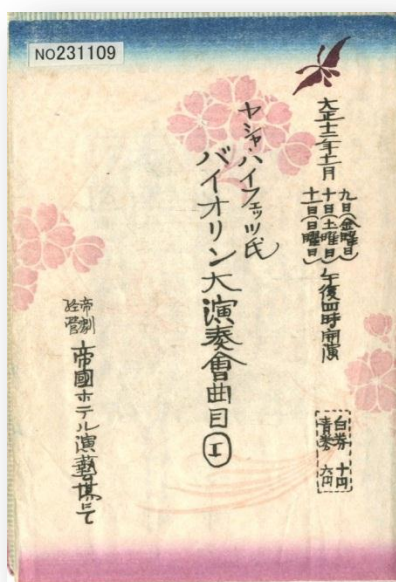 NO231109
大正十二年十一月
九日(金曜日)
十日(土曜日)
十一日(日曜日)
午後四時開演
ヤシャ・ハイフェッツ氏
バイオリン大演奏會曲目
I
白券 十円
青券 六円
帝劇
経営
帝國ホテル演藝場にて